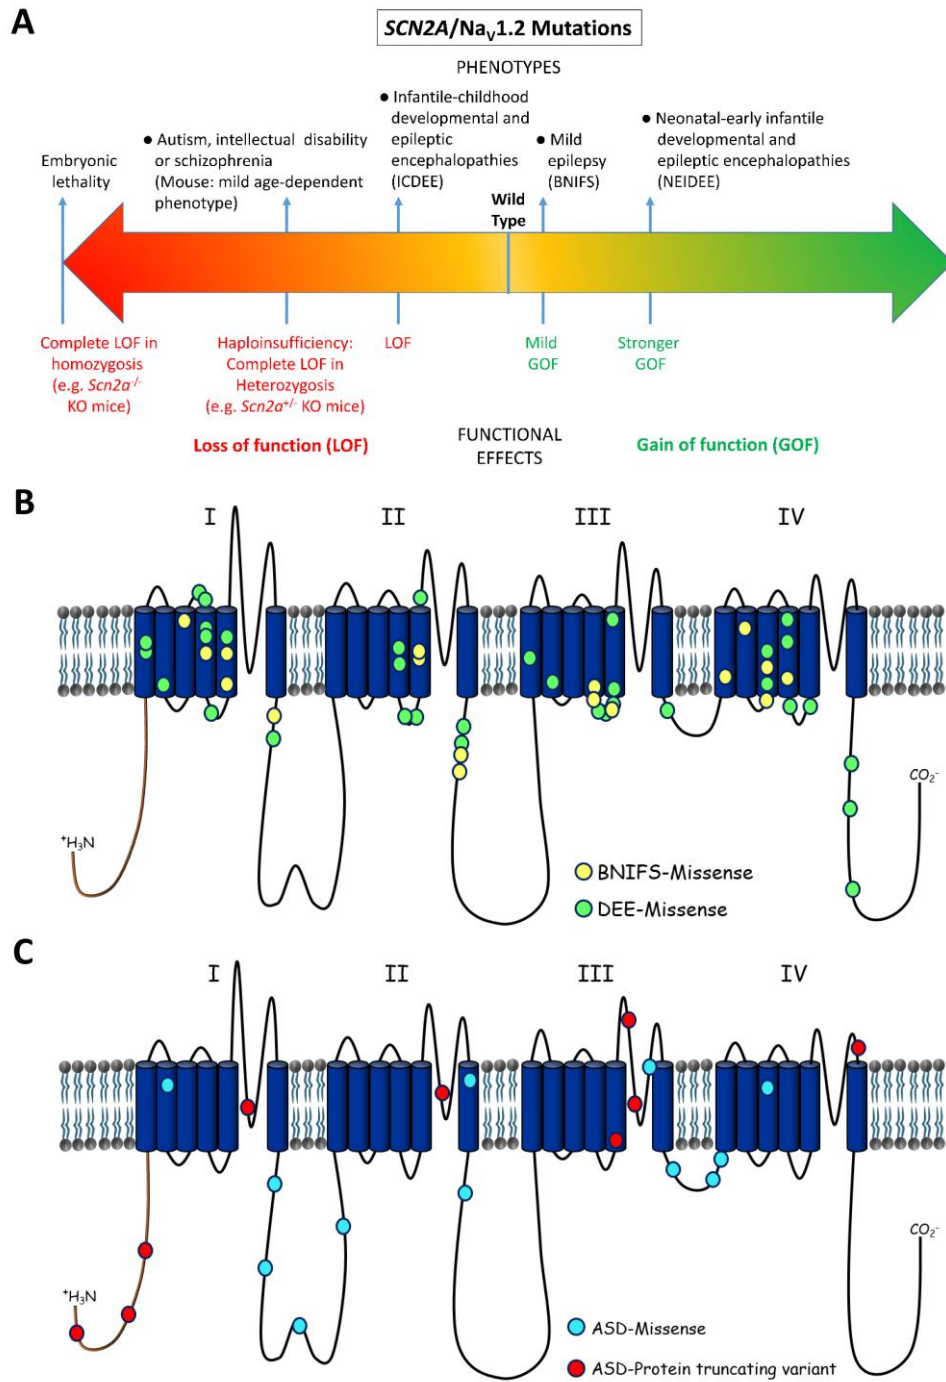 A
SCN2A/NaV1.2 Mutations
PHENOTYPES
Embryonic
lethality
● Autism, intellectual disability
or schizophrenia
(Mouse: mild age-dependent
phenotype)
● Infantile-childhood
developmental and
epileptic
encephalopathies
(ICDEE)
Wild
Type
● Mild
epilepsy
(BNIFS)
● Neonatal-early infantile
developmental and
epileptic encephalopathies
(NEIDEE)
Complete LOF in
homozygosis
(e.g. Scn2a-/-
KO mice)
Haploinsufficiency:
Complete LOF in
Heterozygosis
(e.g. Scn2a+/- KO mice)
LOF
Mild
GOF
Stronger
GOF
Loss of function (LOF)
FUNCTIONAL
EFFECTS
Gain of function (GOF)
B
I II III IV
+H3N
CO2-
BNIFS-Missense
DEE-Missense
C
I II III IV
+H3N
CO2-
ASD-Missense
ASD-Protein truncating variant